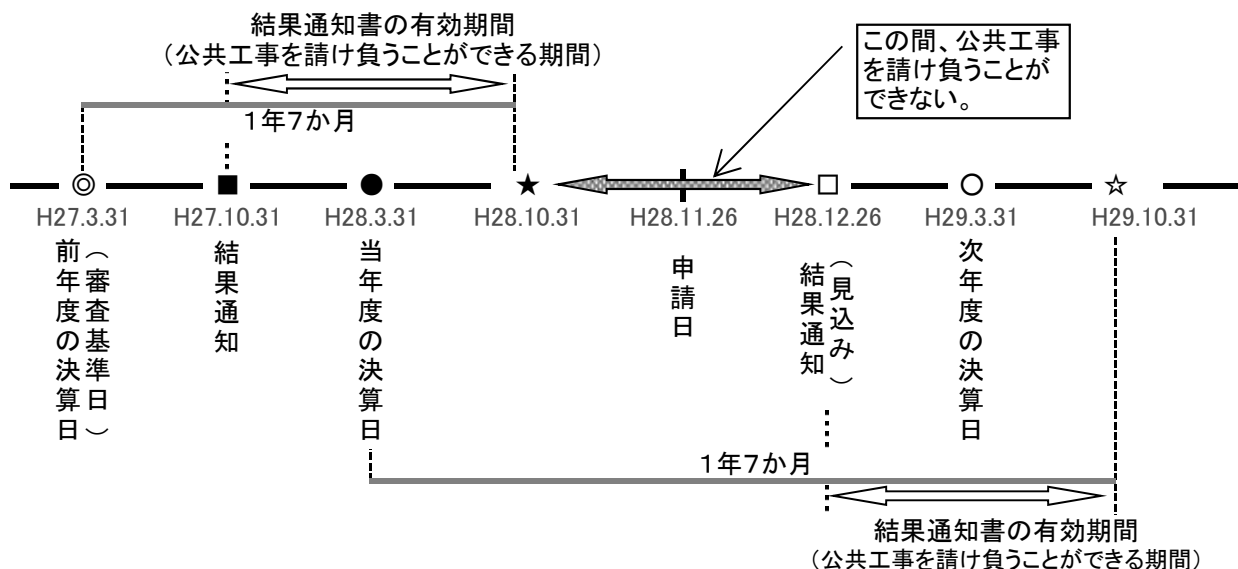 結果通知書の有効期間
（公共工事を請け負うことができる期間）
この間、公共工事
を請け負うことが
できない。
1年7か月
H27.3.31
H27.10.31
H28.3.31
H28.10.31
H28.11.26
H28.12.26
H29.3.31
H29.10.31
前年度の決算日
（審査基準日）
結果通知
当年度の決算日
申請日
結果通知
（見込み）
次年度の決算日
1年7か月
結果通知書の有効期間
（公共工事を請け負うことができる期間）